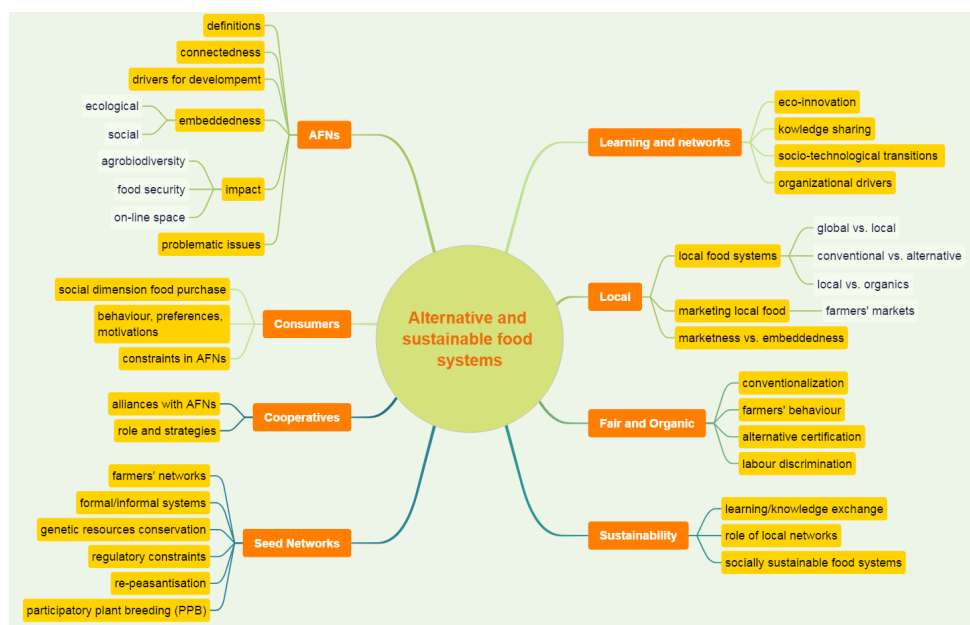 Alternative and
sustainable food
systems
AFNs
definitions
connectedness
drivers for developemt
embeddedness
ecological
social
impact
agrobiodiversity
food security
on-line space
problematic issues
Consumers
social dimension food purchase
behaviour, preferences,
motivations
constraints in AFNs
Cooperatives
alliances with AFNs
role and strategies
Seed Networks
farmers' networks
formal/informal systems
genetic resources conservation
regulatory constraints
re-peasantisation
participatory plant breeding (PPB)
Learning and networks
eco-innovation
kowledge sharing
socio-technological transitions
organizational drivers
Local
local food systems
global vs. local
conventional vs. alternative
local vs. organics
marketing local food
farmers' markets
marketness vs. embeddedness
Fair and Organic
conventionalization
farmers' behaviour
alternative certification
labour discrimination
Sustainability
learning/knowledge exchange
role of local networks
socially sustainable food systems